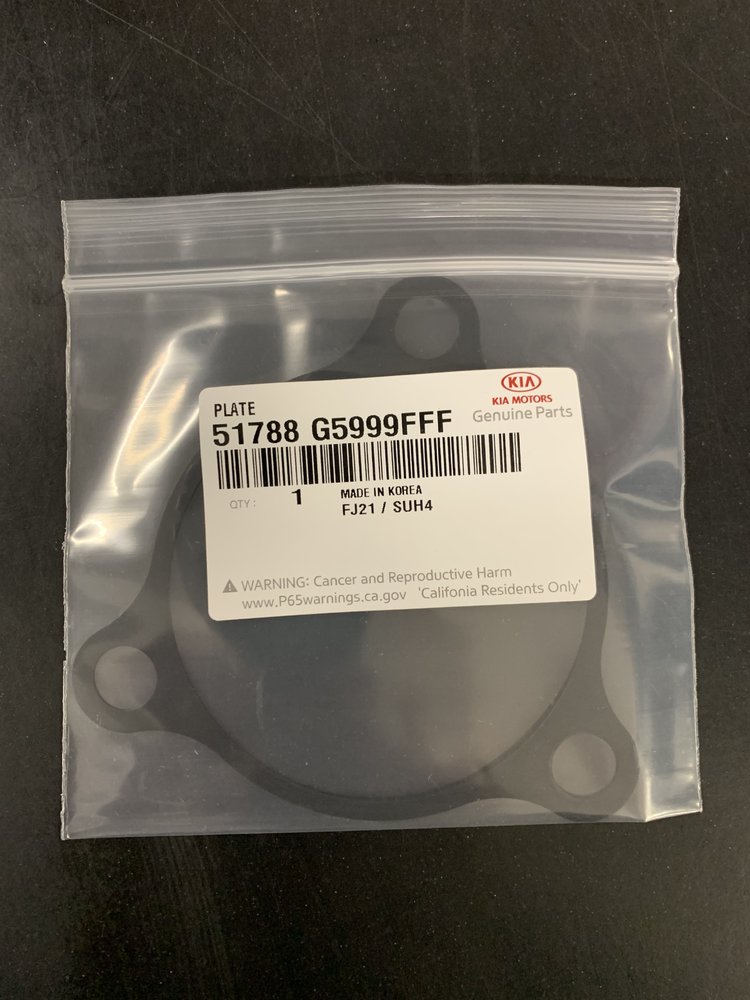 PLATE
KIA
KIA MOTORS
Genuine Parts
51788 G5999FFF
QTY : 1 MADE IN KOREA
FJ21 / SUH4
⚠ WARNING: Cancer and Reproductive Harm
www.P65warnings.ca.gov 'Califonia Residents Only'